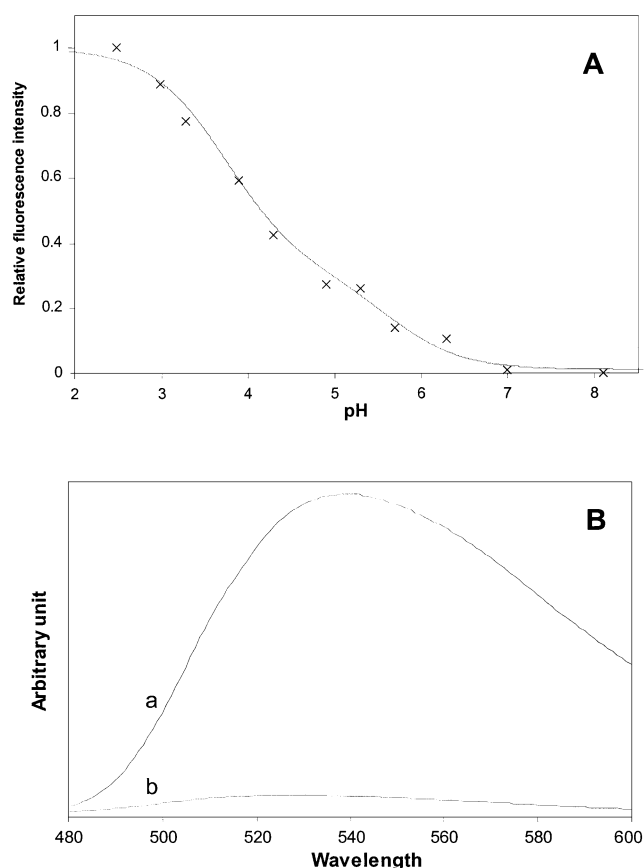 A
Relative fluorescence intensity
1
0.8
0.6
0.4
0.2
0
2 3 4 5 6 7 8
pH
B
Arbitrary unit
a
b
480 500 520 540 560 580 600
Wavelength